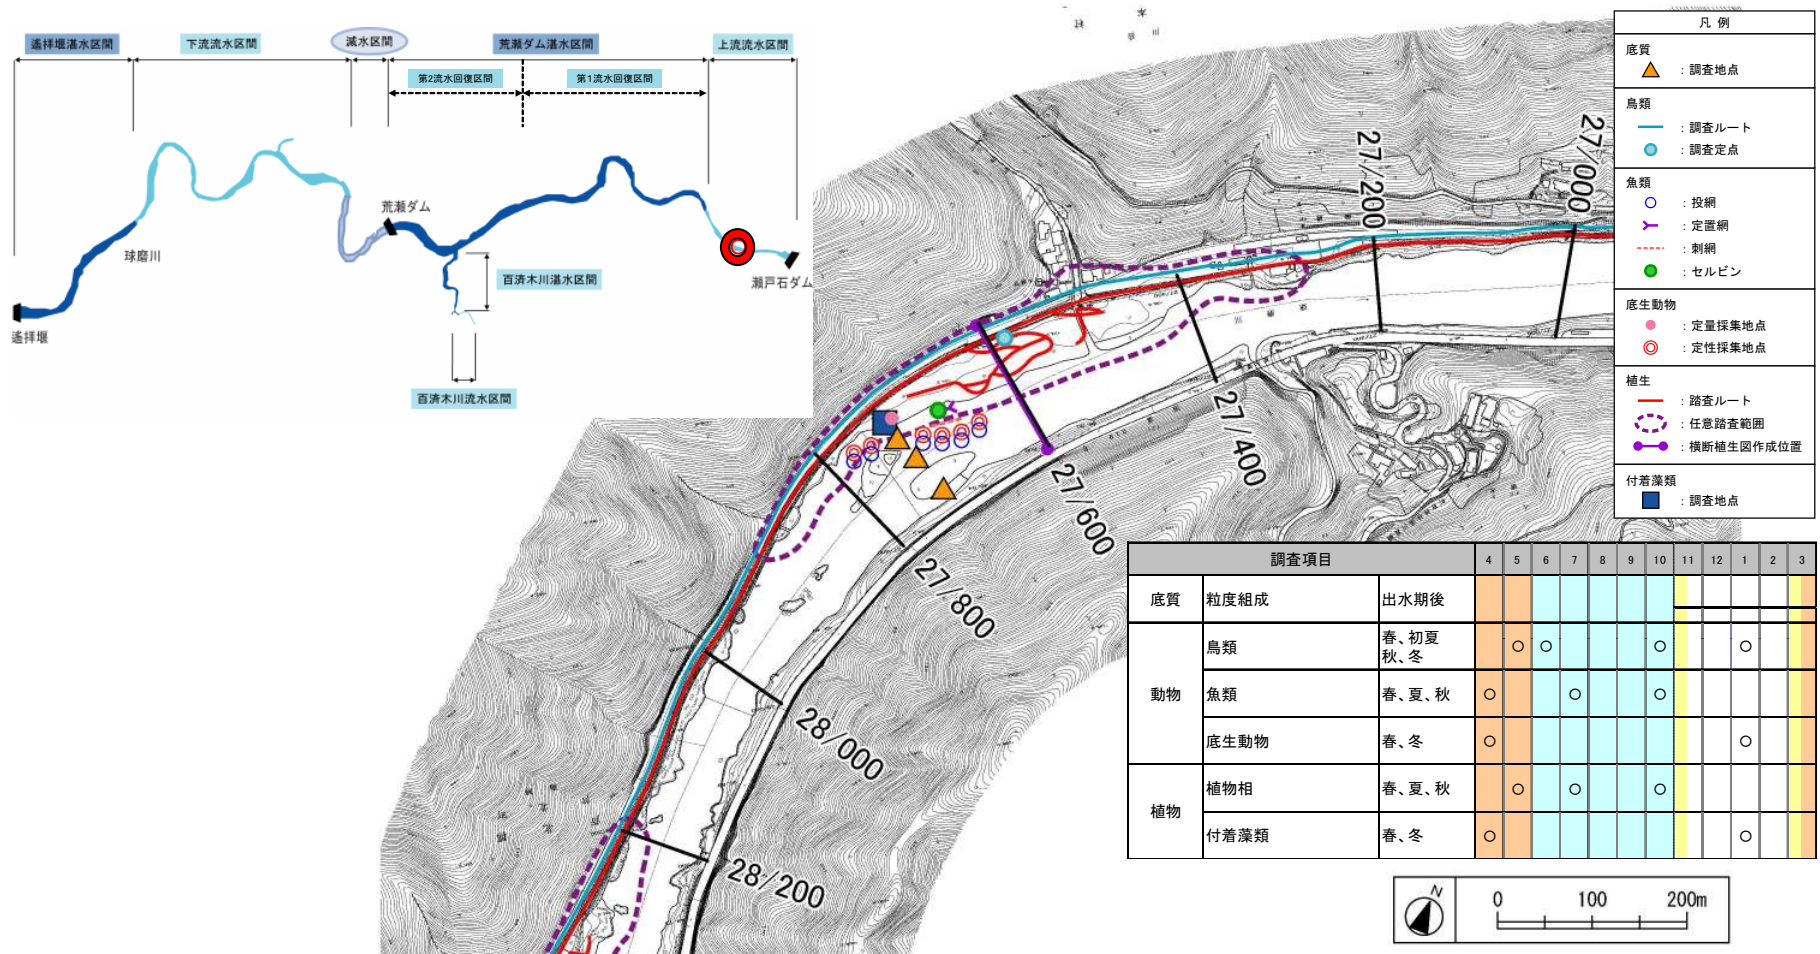 遙拝堰湛水区間
下流流水区間
減水区間
荒瀬ダム湛水区間
上流流水区間
第2流水回復区間
第1流水回復区間
荒瀬ダム
球磨川
百済木川湛水区間
瀬戸石ダム
遙拝堰
百済木川流水区間
27/000
27/200
27/400
27/600
27/800
28/000
28/200
凡 例
底質
：調査地点
鳥類
：調査ルート
：調査定点
魚類
：投網
：定置網
：刺網
：セルビン
底生動物
：定量採集地点
：定性採集地点
植生
：踏査ルート
：任意踏査範囲
：横断植生図作成位置
付着藻類
：調査地点
調査項目 4 5 6 7 8 9 10 11 12 1 2 3
底質 粒度組成 出水期後
動物 鳥類 春、初夏
秋、冬 ○ ○ ○ ○
魚類 春、夏、秋 ○ ○ ○
底生動物 春、冬 ○ ○
植物 植物相 春、夏、秋 ○ ○ ○
付着藻類 春、冬 ○ ○
N
0 100 200m